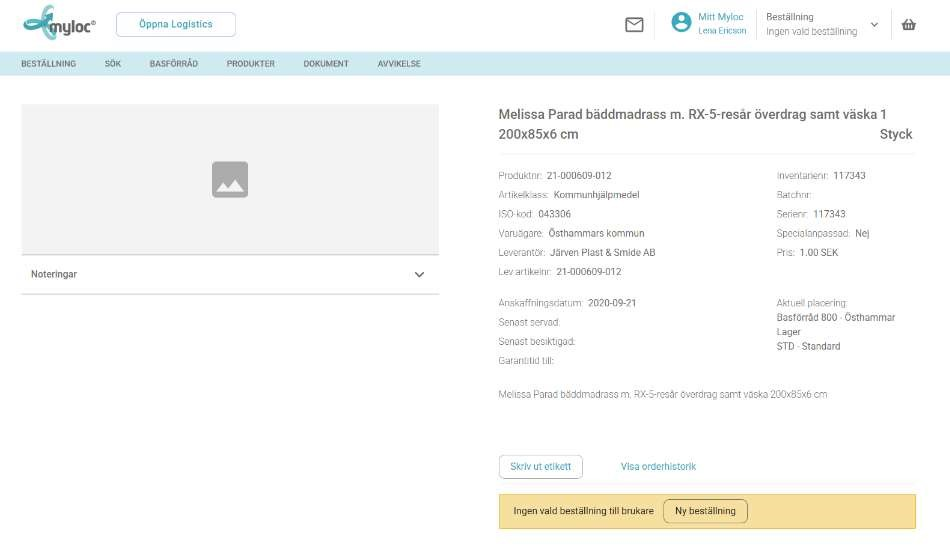 myloc®
Öppna Logistics
Mitt Myloc
Lena Ericson
Beställning
Ingen vald beställning
BESTÄLLNING SÖK BASFÖRRÅD PRODUKTER DOKUMENT AVVIKELSE
Noteringar
Melissa Parad bäddmadrass m. RX-5-resår överdrag samt väska 1
200x85x6 cm Styck
Produktnr: 21-000609-012
Artikelklass: Kommunhjälpmedel
ISO-kod: 043306
Varuägare: Östhammars kommun
Leverantör: Järven Plast & Smide AB
Lev.artikelnr: 21-000609-012
Inventarienr: 117343
Batchnr:
Serienr: 117343
Specialanpassad: Nej
Pris: 1.00 SEK
Anskaffningsdatum: 2020-09-21
Senast servad:
Senast besiktigad:
Garantitid till:
Aktuell placering:
Basförråd 800 - Östhammar
Lager
STD - Standard
Melissa Parad bäddmadrass m. RX-5-resår överdrag samt väska 200x85x6 cm
Skriv ut etikett Visa orderhistorik
Ingen vald beställning till brukare Ny beställning